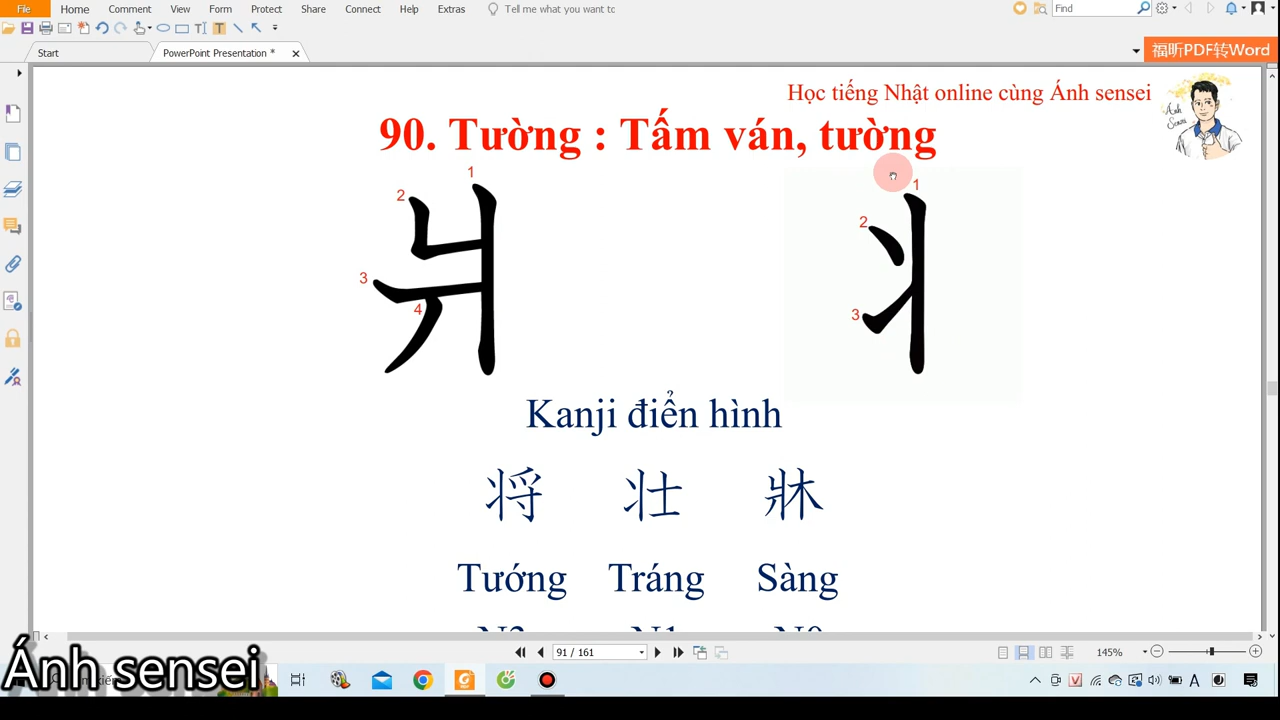 File Home Comment View Form Protect Share Connect Help Extras Tell me what you want to Find
Start PowerPoint Presentation * 福昕PDF转Word
Học tiếng Nhật online cùng Ánh sensei
Ánh Sensei
90. Tường : Tấm ván, tường
1 2 3 4
1 2 3
Kanji điển hình
将 壮 牀
Tướng Tráng Sàng
91 / 161 145%
Ánh sensei